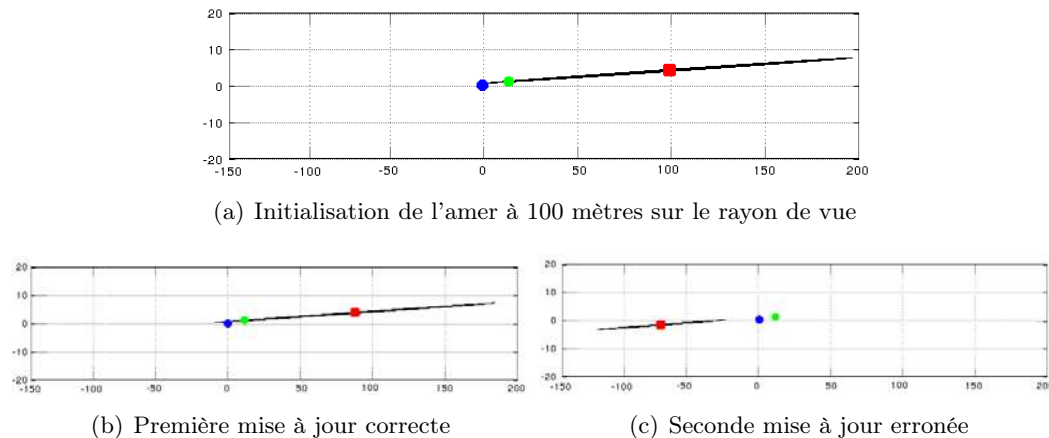 20
10
0
-10
-20
-150 -100 -50 0 50 100 150 200
(a) Initialisation de l'amer à 100 mètres sur le rayon de vue
20
10
0
-10
-20
-150 -100 -50 0 50 100 150 200
(b) Première mise à jour correcte
20
10
0
-10
-20
-150 -100 -50 0 50 100 150 200
(c) Seconde mise à jour erronée